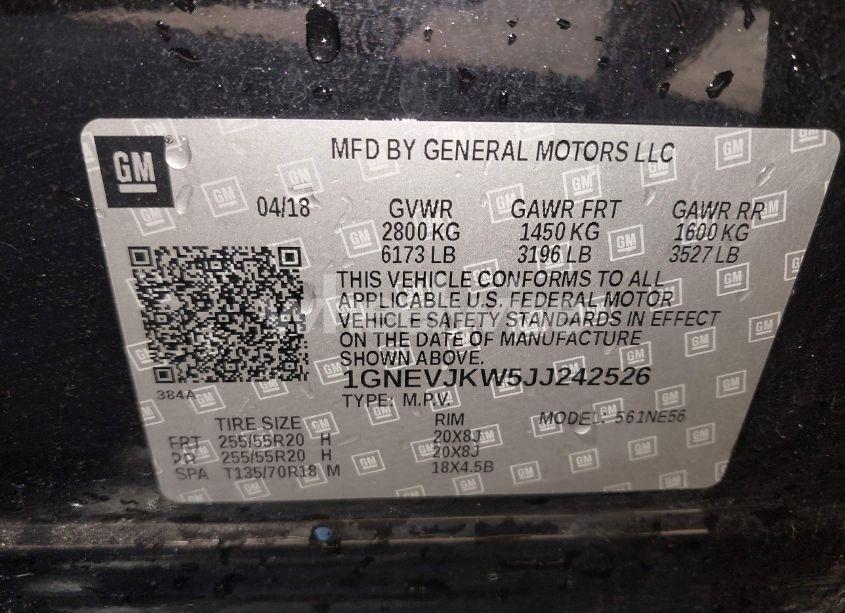 GM
MFD BY GENERAL MOTORS LLC
04/18
GVWR GAWR FRT GAWR RR
2800 KG 1450 KG 1600 KG
6173 LB 3196 LB 3527 LB
THIS VEHICLE CONFORMS TO ALL
APPLICABLE U.S. FEDERAL MOTOR
VEHICLE SAFETY STANDARDS IN EFFECT
ON THE DATE OF MANUFACTURE
SHOWN ABOVE.
1GNEVJKW5JJ242526
384A
TYPE: M.P.V. MODEL: 561NE56
TIRE SIZE RIM
FRT 255/55R20 H 20X8J
RR 255/55R20 H 20X8J
SPA T135/70R18 M 18X4.5B